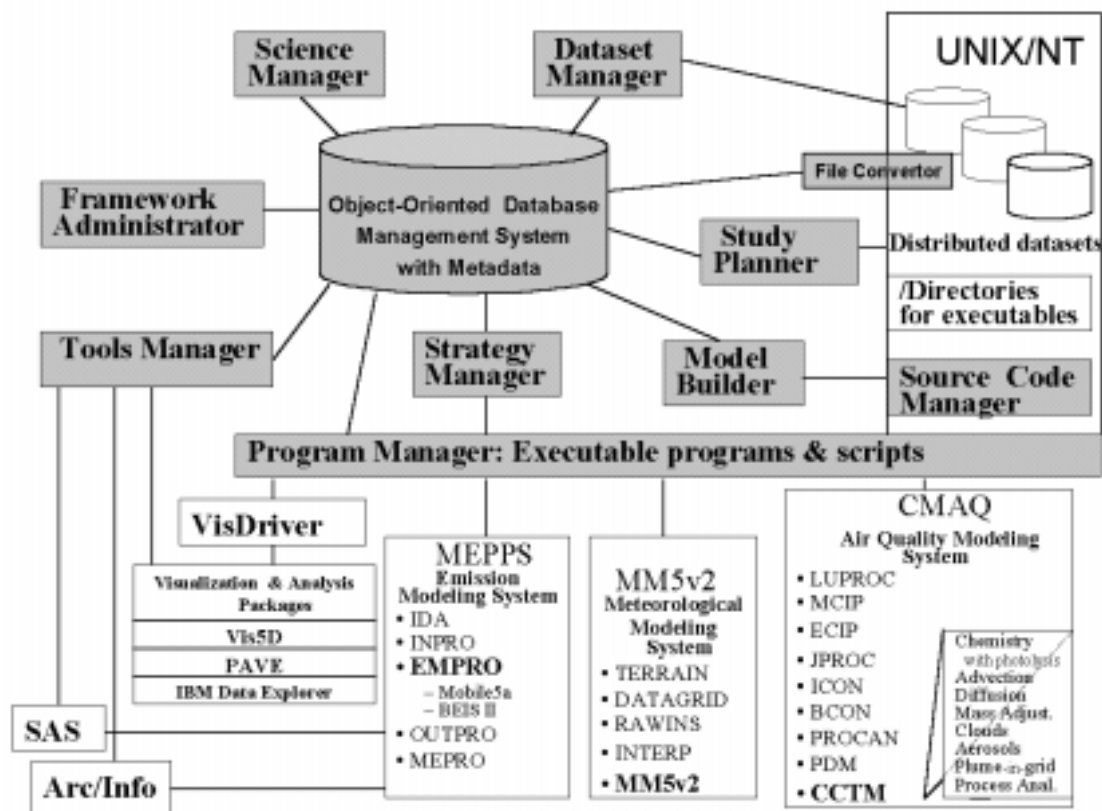 Science
Manager
Dataset
Manager
UNIX/NT
File Convertor
Framework
Administrator
Object-Oriented Database
Management System
with Metadata
Study
Planner
Distributed datasets
/Directories
for executables
Tools Manager
Strategy
Manager
Model
Builder
Source Code
Manager
Program Manager: Executable programs & scripts
VisDriver
Visualization & Analysis
Packages
Vis5D
PAVE
IBM Data Explorer
SAS
Arc/Info
MEPPS
Emission
Modeling System
• IDA
• INPRO
• EMPRO
– Mobile5a
– BEIS II
• OUTPRO
• MEPRO
MM5v2
Meteorological
Modeling
System
• TERRAIN
• DATAGRID
• RAWINS
• INTERP
• MM5v2
CMAQ
Air Quality Modeling
System
• LUPROC
• MCIP
• ECIP
• JPROC
• ICON
• BCON
• PROCAN
• PDM
• CCTM
Chemistry
with photolysis
Advection
Diffusion
Mass Adjust.
Clouds
Aerosols
Plume-in-grid
Process Anal.